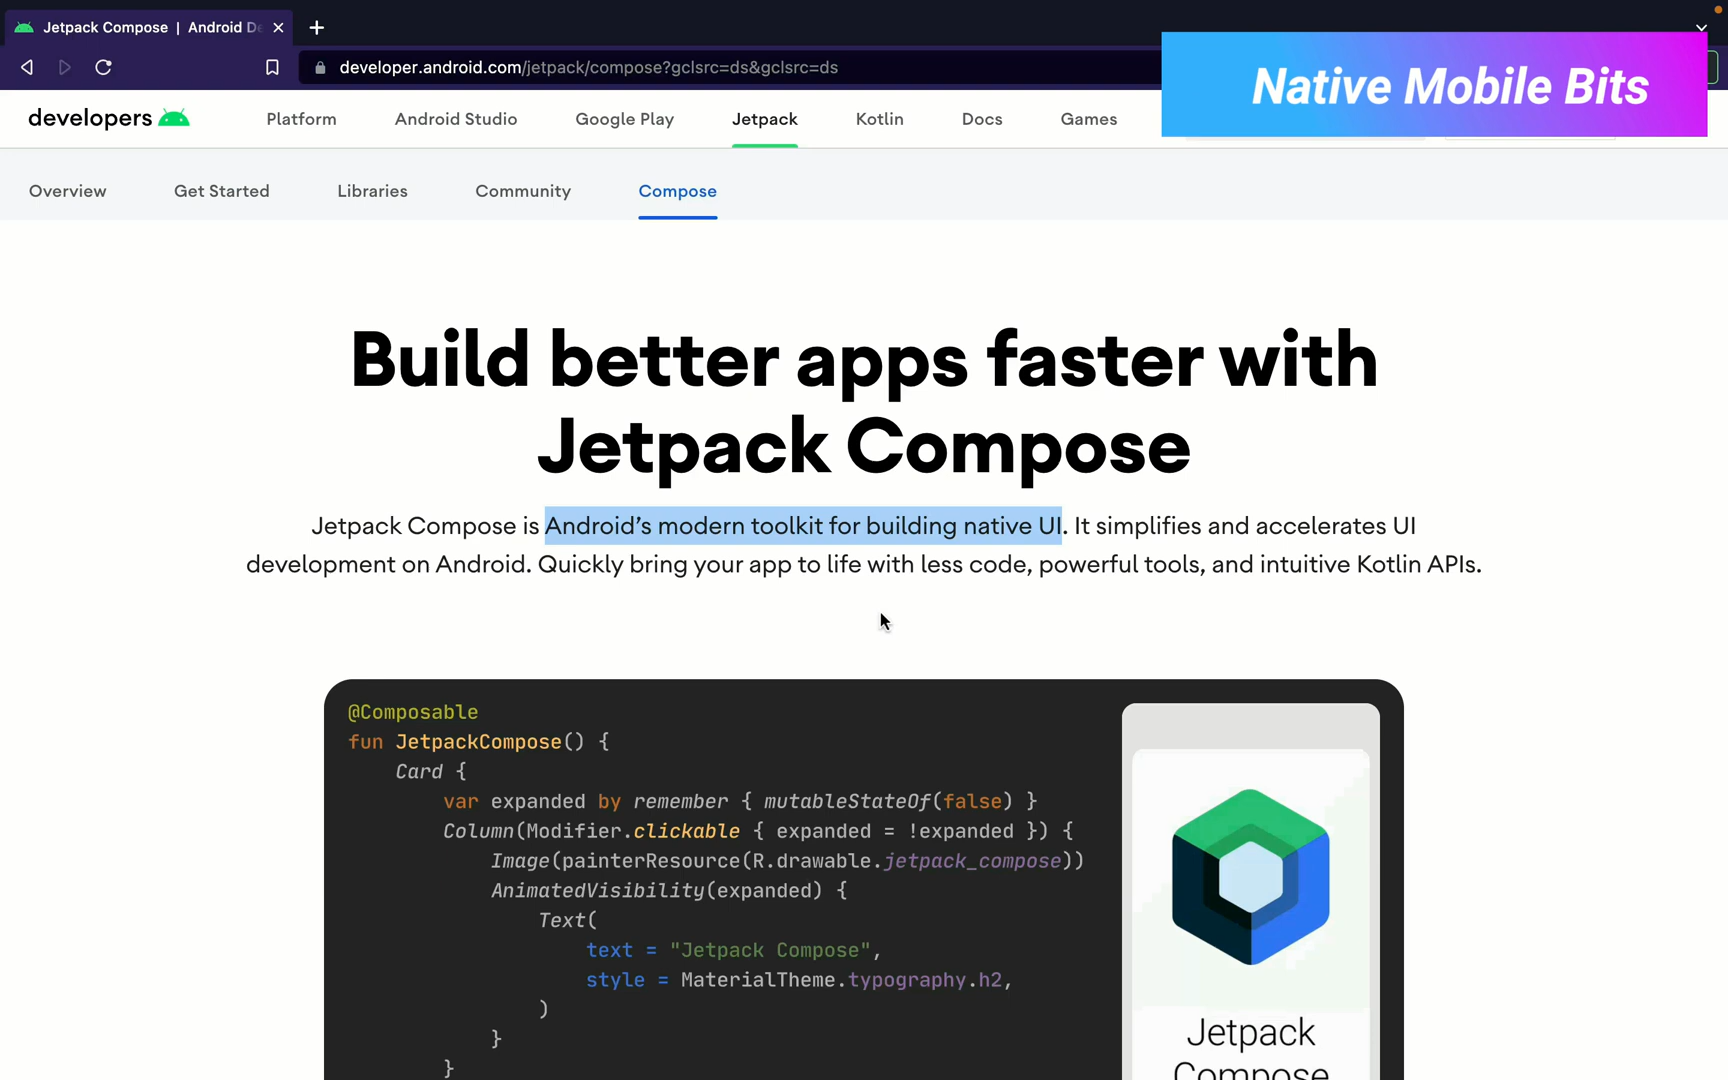 Jetpack Compose | Android De
developer.android.com/jetpack/compose?gclsrc=ds&gclsrc=ds
Native Mobile Bits
developers
Platform
Android Studio
Google Play
Jetpack
Kotlin
Docs
Games
Overview
Get Started
Libraries
Community
Compose
Build better apps faster with
Jetpack Compose
Jetpack Compose is Android’s modern toolkit for building native UI. It simplifies and accelerates UI
development on Android. Quickly bring your app to life with less code, powerful tools, and intuitive Kotlin APIs.
@Composable
fun JetpackCompose() {
Card {
var expanded by remember { mutableStateOf(false) }
Column(Modifier.clickable { expanded = !expanded }) {
Image(painterResource(R.drawable.jetpack_compose))
AnimatedVisibility(expanded) {
Text(
text = "Jetpack Compose",
style = MaterialTheme.typography.h2,
)
}
}
Jetpack
Compose